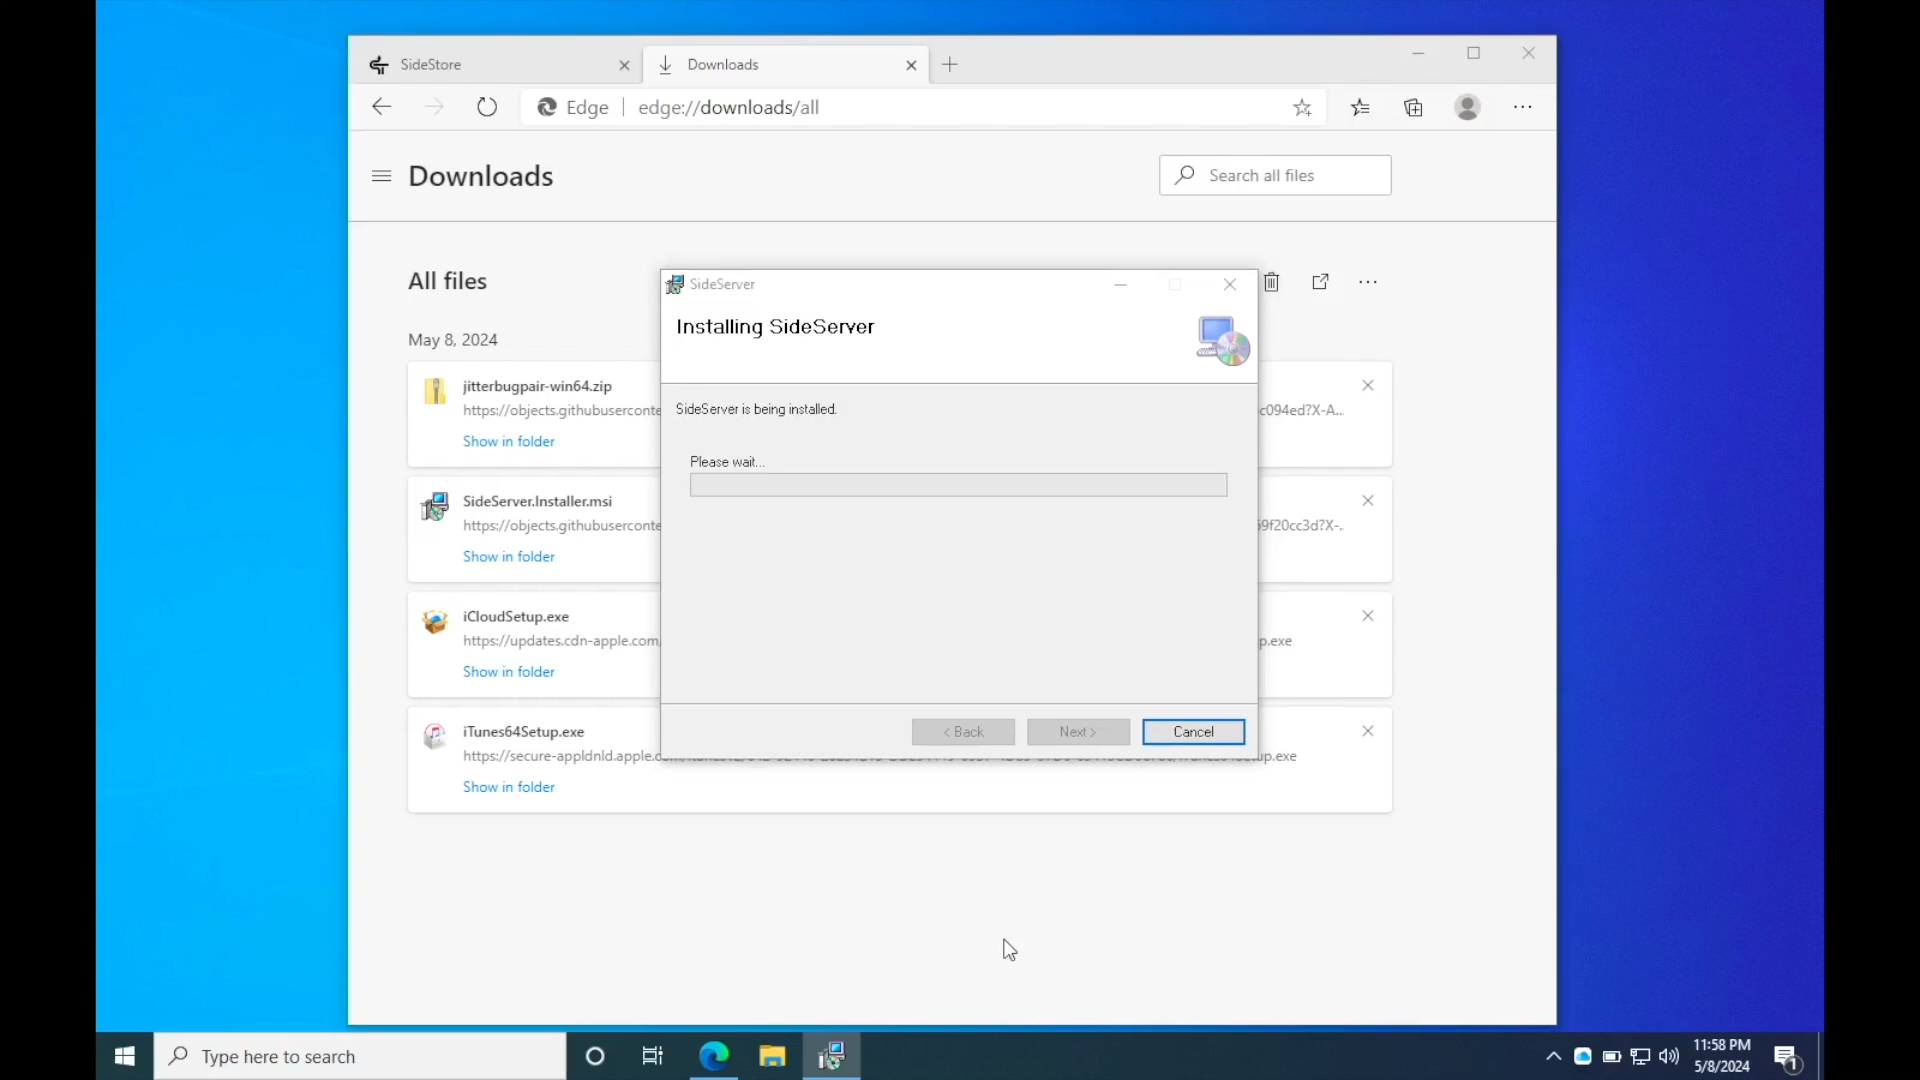 SideStore
Downloads
Edge
edge://downloads/all
Downloads
Search all files
All files
May 8, 2024
jitterbugpair-win64.zip
https://objects.githubuserconte
c094ed?X-A...
Show in folder
SideServer.Installer.msi
https://objects.githubuserconte
9f20cc3d?X-..
Show in folder
iCloudSetup.exe
https://updates.cdn-apple.com/
p.exe
Show in folder
iTunes64Setup.exe
https://secure-appldnld.apple.c
up.exe
Show in folder
SideServer
Installing SideServer
SideServer is being installed.
Please wait...
< Back
Next >
Cancel
Type here to search
11:58 PM
5/8/2024
1